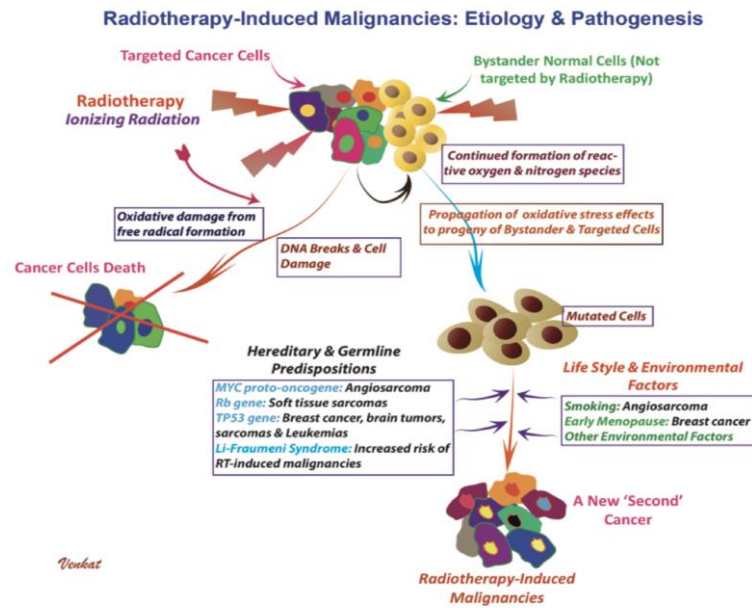 Radiotherapy-Induced Malignancies: Etiology & Pathogenesis
Targeted Cancer Cells
Bystander Normal Cells (Not
targeted by Radiotherapy)
Radiotherapy
Ionizing Radiation
Continued formation of reac-
tive oxygen & nitrogen species
Oxidative damage from
free radical formation
Propagation of oxidative stress effects
to progeny of Bystander & Targeted Cells
DNA Breaks & Cell
Damage
Cancer Cells Death
Mutated Cells
Hereditary & Germline
Predispositions
MYC proto-oncogene: Angiosarcoma
Rb gene: Soft tissue sarcomas
TP53 gene: Breast cancer, brain tumors,
sarcomas & Leukemias
Li-Fraumeni Syndrome: Increased risk of
RT-induced malignancies
Life Style & Environmental
Factors
Smoking: Angiosarcoma
Early Menopause: Breast cancer
Other Environmental Factors
A New 'Second'
Cancer
Venkat
Radiotherapy-Induced
Malignancies